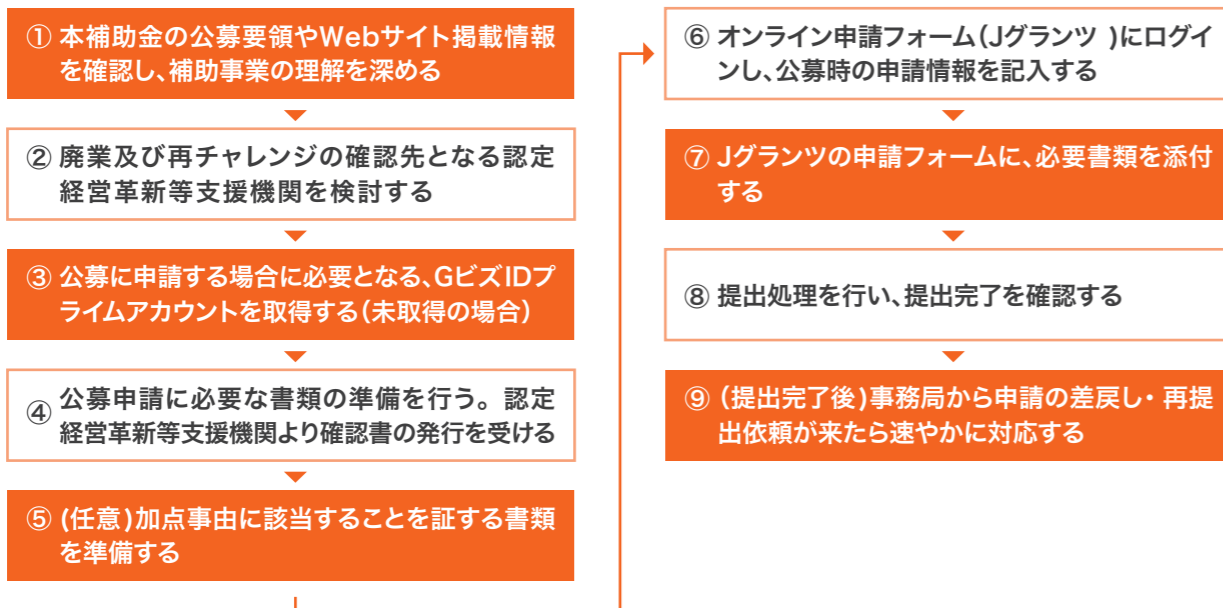 ① 本補助金の公募要領やWebサイト掲載情報
を確認し、補助事業の理解を深める
② 廃業及び再チャレンジの確認先となる認定
経営革新等支援機関を検討する
③ 公募に申請する場合に必要となる、GビズIDプ
ライムアカウントを取得する(未取得の場合)
④ 公募申請に必要な書類の準備を行う。認定
経営革新等支援機関より確認書の発行を受ける
⑤ (任意)加点事由に該当することを証する書類
を準備する
⑥ オンライン申請フォーム(Jグランツ )にログイ
ンし、公募時の申請情報を記入する
⑦ Jグランツの申請フォームに、必要書類を添付
する
⑧ 提出処理を行い、提出完了を確認する
⑨ (提出完了後)事務局から申請の差戻し・ 再提
出依頼が来たら速やかに対応する